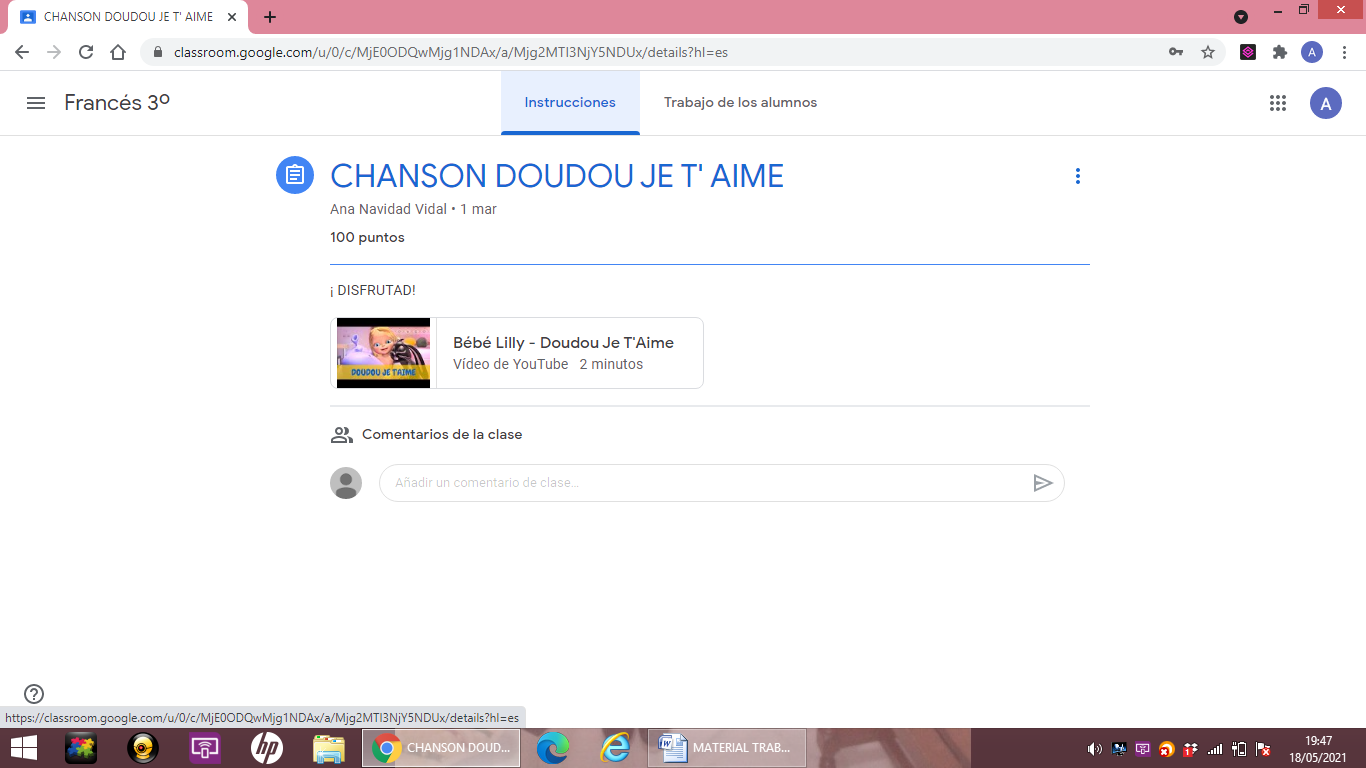 CHANSON DOUDOU JE T' AIME
classroom.google.com/u/0/c/MjE0ODQwMjg1NDAx/a/Mjg2MTI3NjY5NDUx/details?hl=es
A
Francés 3º
Instrucciones
Trabajo de los alumnos
A
CHANSON DOUDOU JE T' AIME
Ana Navidad Vidal • 1 mar
100 puntos
¡ DISFRUTAD!
DOUDOU JE T'AIME
Bébé Lilly - Doudou Je T'Aime
Vídeo de YouTube 2 minutos
Comentarios de la clase
Añadir un comentario de clase...
https://classroom.google.com/u/0/c/MjE0ODQwMjg1NDAx/a/Mjg2MTI3NjY5NDUx/details?hl=es
hp
CHANSON DOUD...
MATERIAL TRAB...
19:47
18/05/2021